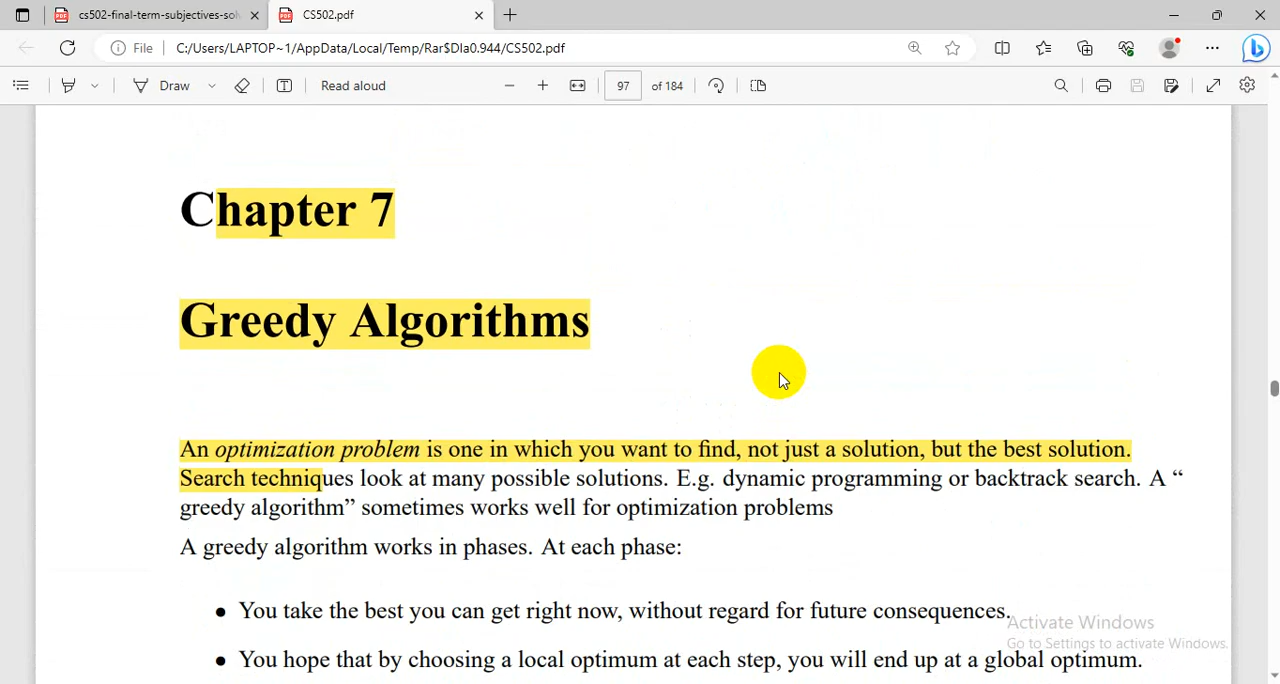 cs502-final-term-subjectives-sol
CS502.pdf
File
C:/Users/LAPTOP~1/AppData/Local/Temp/Rar$DIa0.944/CS502.pdf
Draw
Read aloud
97 of 184
Chapter 7
Greedy Algorithms
An optimization problem is one in which you want to find, not just a solution, but the best solution.
Search techniques look at many possible solutions. E.g. dynamic programming or backtrack search. A “
greedy algorithm” sometimes works well for optimization problems
A greedy algorithm works in phases. At each phase:
• You take the best you can get right now, without regard for future consequences.
Activate Windows
Go to Settings to activate Windows.
• You hope that by choosing a local optimum at each step, you will end up at a global optimum.